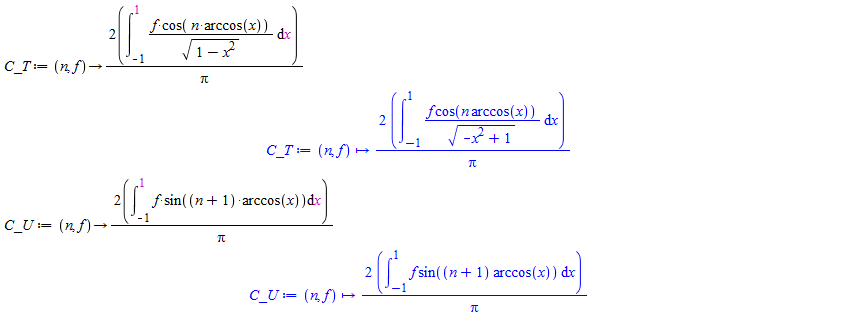 C_T := (n,f) → 2(∫_{-1}^{1} f·cos( n·arccos(x)) / √(1 − x²) dx) / π
C_T := (n,f) ↦ 2 (∫_{−1}^{1} f cos(n arccos(x)) / √(-x² + 1) dx) / π
C_U := (n,f) → 2(∫_{-1}^{1} f·sin((n + 1)·arccos(x))dx) / π
C_U := (n,f) ↦ 2 (∫_{−1}^{1} f sin((n + 1) arccos(x)) dx) / π